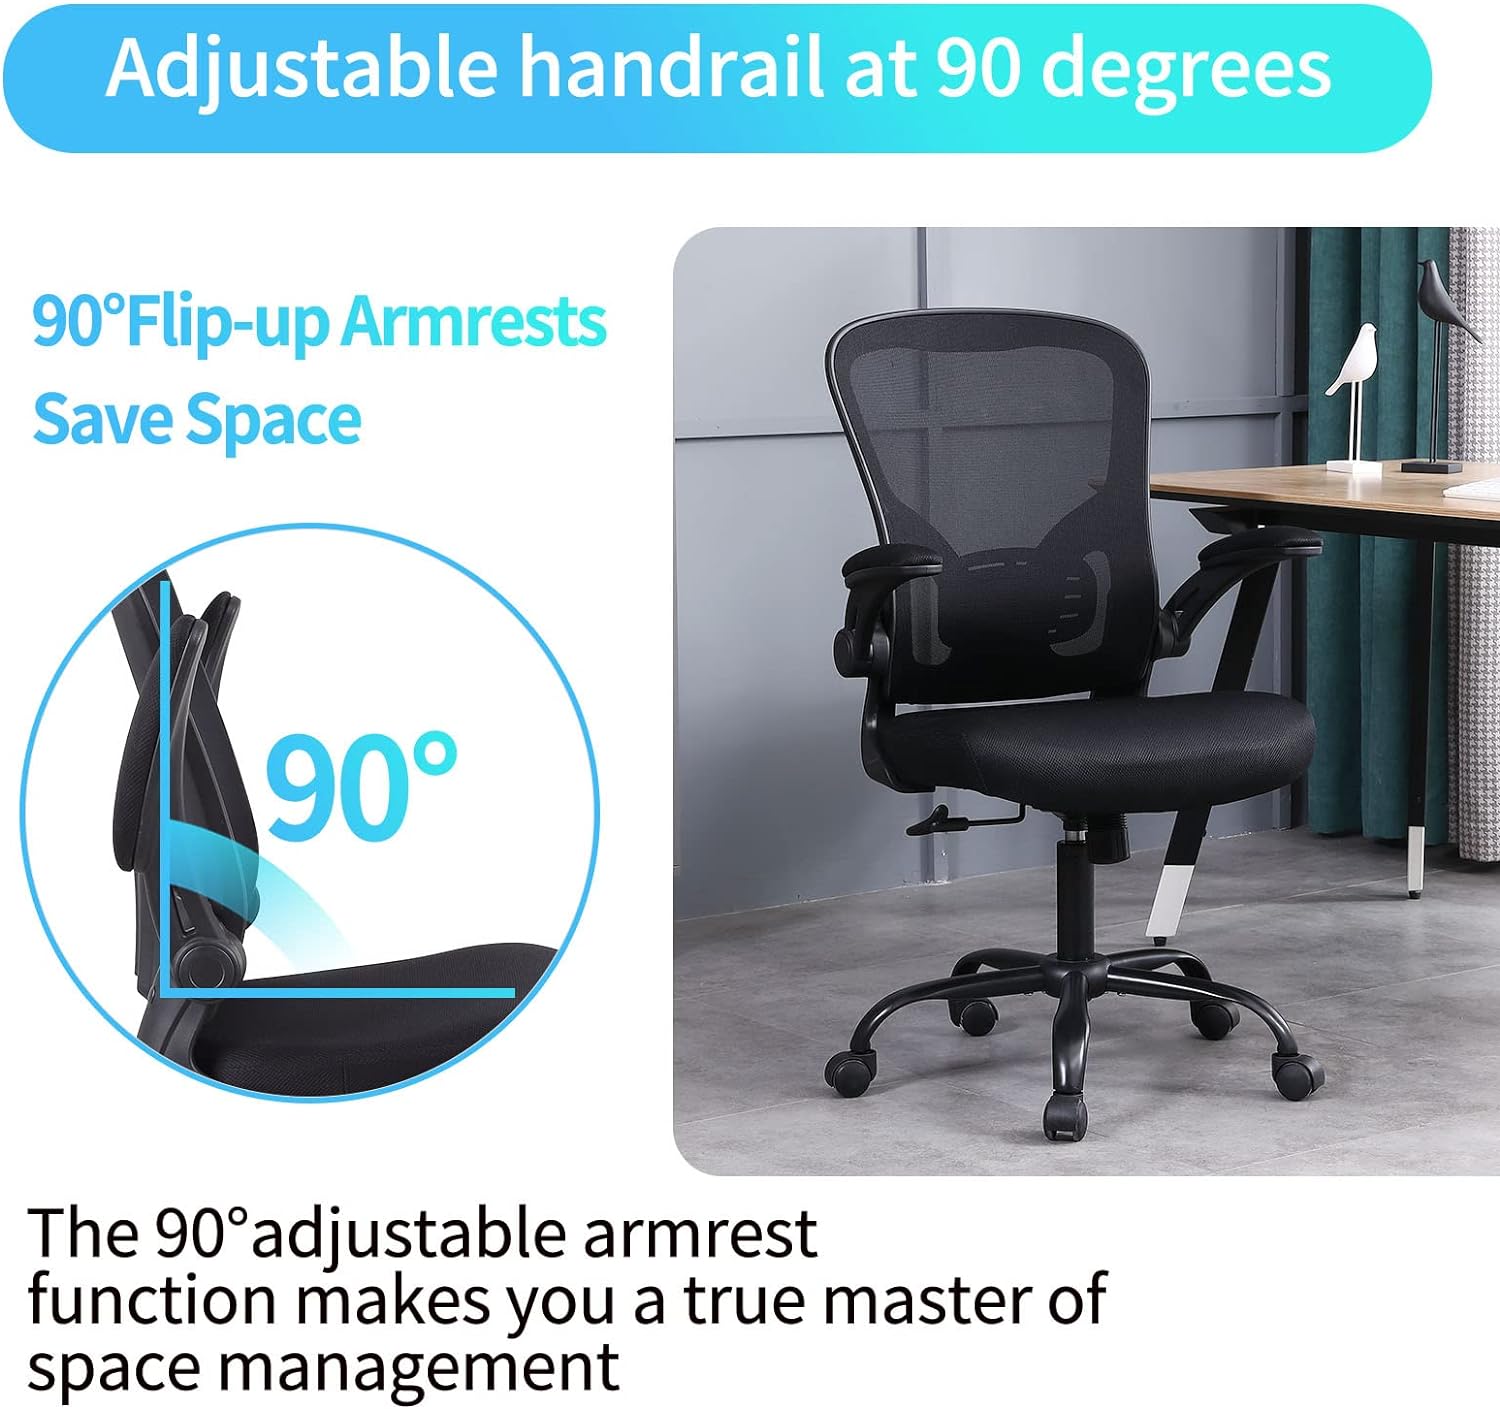 Adjustable handrail at 90 degrees
90°Flip-up Armrests
Save Space
90°
The 90°adjustable armrest
function makes you a true master of
space management